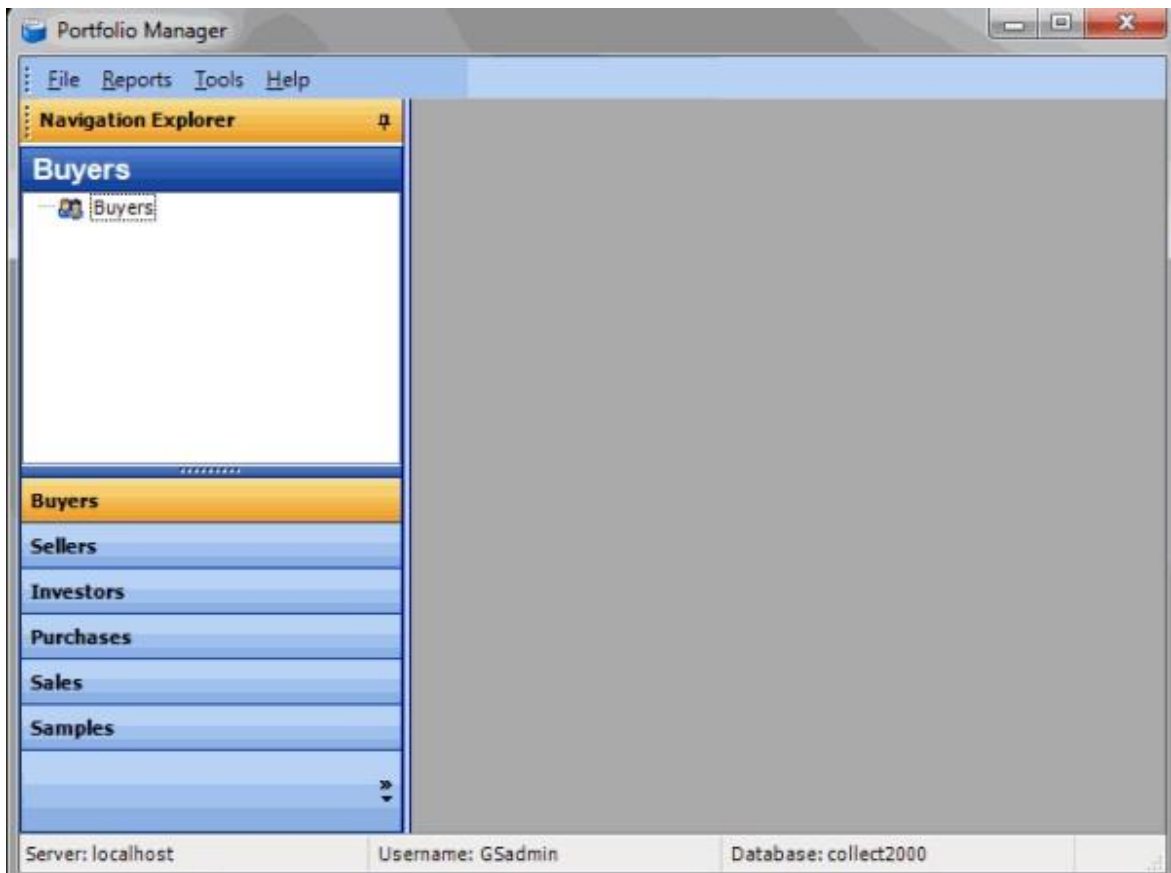 Portfolio Manager
File Reports Tools Help
Navigation Explorer
Buyers
Buyers
Buyers
Sellers
Investors
Purchases
Sales
Samples
Server: localhost Username: GSadmin Database: collect2000